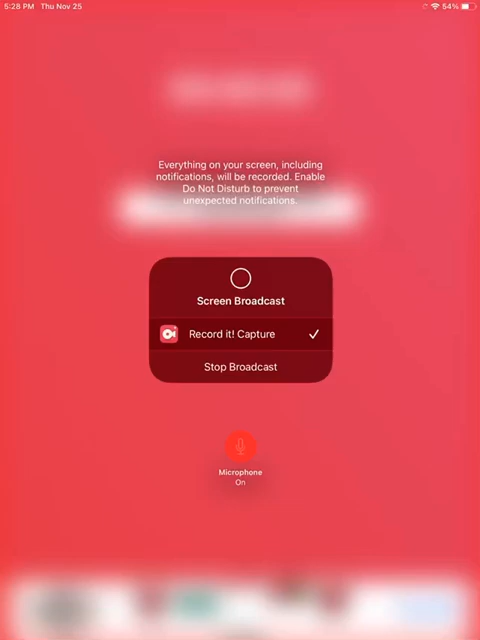 5:28 PM Thu Nov 25
54%
Everything on your screen, including
notifications, will be recorded. Enable
Do Not Disturb to prevent
unexpected notifications.
Screen Broadcast
Record it! Capture
Stop Broadcast
Microphone
On